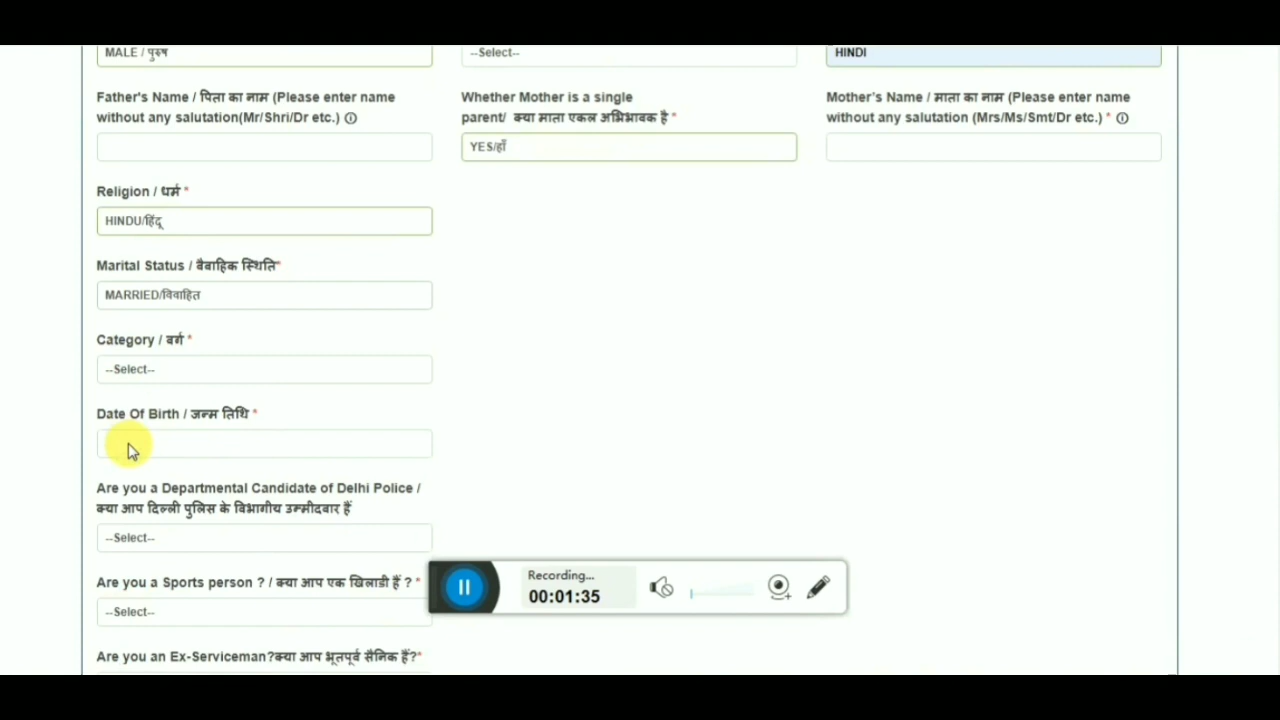 MALE / पुरुष
--Select--
HINDI
Father's Name / पिता का नाम (Please enter name
without any salutation(Mr/Shri/Dr etc.)
Whether Mother is a single
parent/ क्या माता एकल अभिभावक है *
YES/हाँ
Mother's Name / माता का नाम (Please enter name
without any salutation (Mrs/Ms/Smt/Dr etc.) *
Religion / धर्म *
HINDU/हिंदू
Marital Status / वैवाहिक स्थिति*
MARRIED/विवाहित
Category / वर्ग *
--Select--
Date Of Birth / जन्म तिथि *
Are you a Departmental Candidate of Delhi Police /
क्या आप दिल्ली पुलिस के विभागीय उम्मीदवार हैं
--Select--
Are you a Sports person ? / क्या आप एक खिलाडी हैं ? *
--Select--
Recording...
00:01:35
Are you an Ex-Serviceman?क्या आप भूतपूर्व सैनिक हैं?*